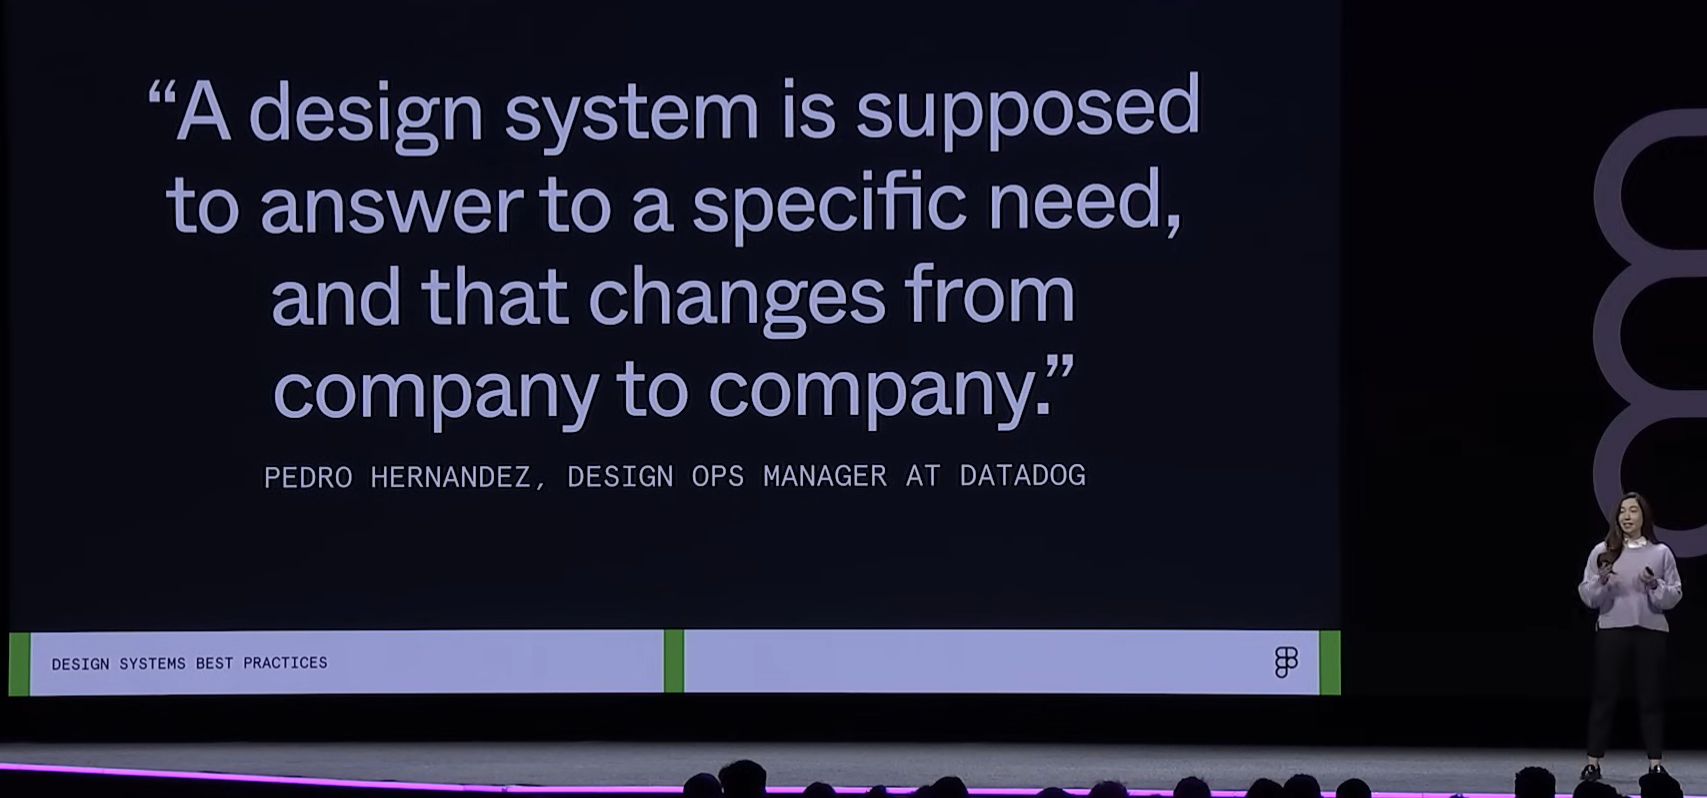 “A design system is supposed
to answer to a specific need,
and that changes from
company to company.”
PEDRO HERNANDEZ, DESIGN OPS MANAGER AT DATADOG
DESIGN SYSTEMS BEST PRACTICES